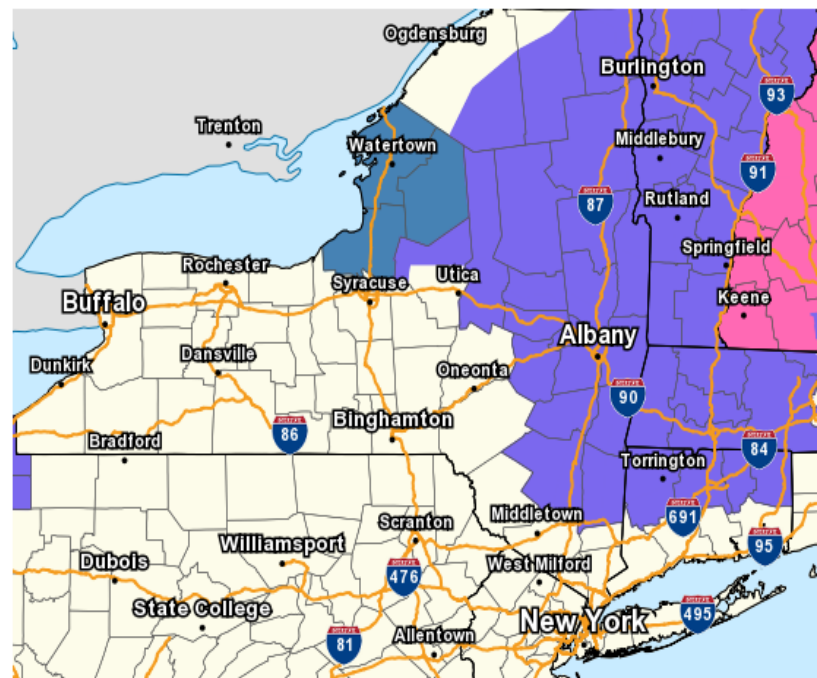 Ogdensburg
Burlington
93
Trenton
Watertown
Middlebury
91
87
Rutland
Springfield
Rochester
Syracuse
Utica
Keene
Buffalo
Albany
Dunkirk
Dansville
Oneonta
90
Binghamton
86
Bradford
84
Torrington
Middletown
691
Scranton
95
Williamsport
Dubois
476
West Milford
State College
New York
495
81
Allentown